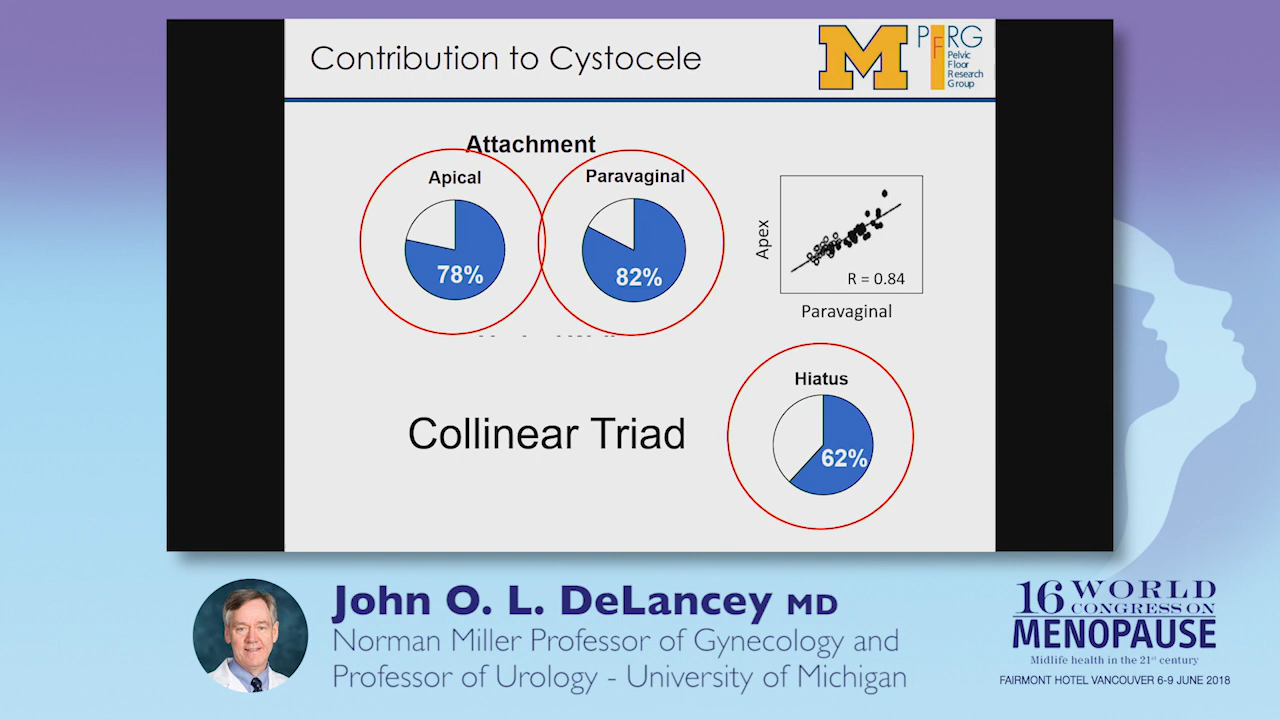 Contribution to Cystocele
M
PFRG
Pelvic
Floor
Research
Group
Attachment
Apical
Paravaginal
78%
82%
Apex
R = 0.84
Paravaginal
Collinear Triad
Hiatus
62%
John O. L. DeLancey MD
Norman Miller Professor of Gynecology and
Professor of Urology - University of Michigan
16 WORLD
CONGRESS ON
MENOPAUSE
Midlife health in the 21st century
FAIRMONT HOTEL VANCOUVER 6-9 JUNE 2018